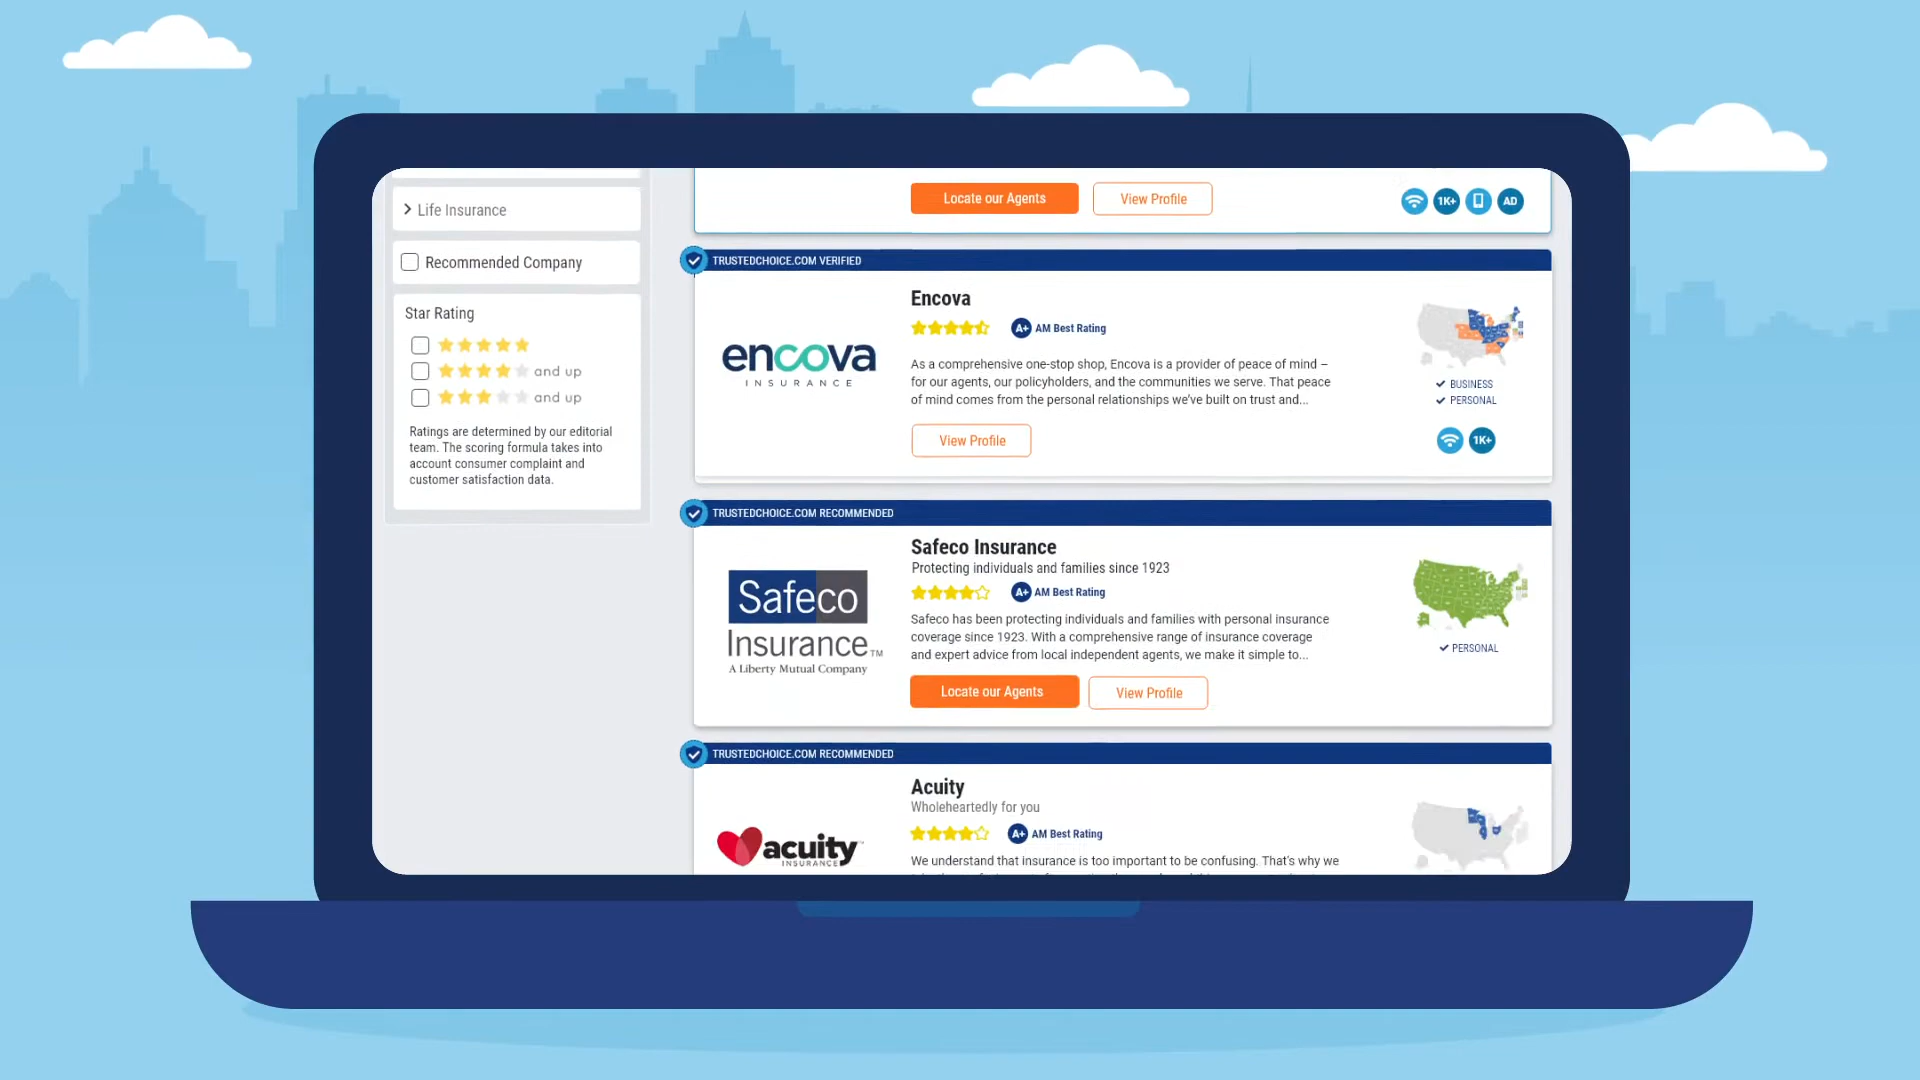 Life Insurance
Recommended Company
Star Rating
and up
and up
Ratings are determined by our editorial
team. The scoring formula takes into
account consumer complaint and
customer satisfaction data.
Locate our Agents
View Profile
1K+
AD
TRUSTEDCHOICE.COM VERIFIED
encova
INSURANCE
Encova
A+ AM Best Rating
As a comprehensive one-stop shop, Encova is a provider of peace of mind –
for our agents, our policyholders, and the communities we serve. That peace
of mind comes from the personal relationships we've built on trust and...
View Profile
BUSINESS
PERSONAL
1K+
TRUSTEDCHOICE.COM RECOMMENDED
Safeco
Insurance™
A Liberty Mutual Company
Safeco Insurance
Protecting individuals and families since 1923
A+ AM Best Rating
Safeco has been protecting individuals and families with personal insurance
coverage since 1923. With a comprehensive range of insurance coverage
and expert advice from local independent agents, we make it simple to...
Locate our Agents
View Profile
PERSONAL
TRUSTEDCHOICE.COM RECOMMENDED
acuity
INSURANCE
Acuity
Wholeheartedly for you
A+ AM Best Rating
We understand that insurance is too important to be confusing. That's why we